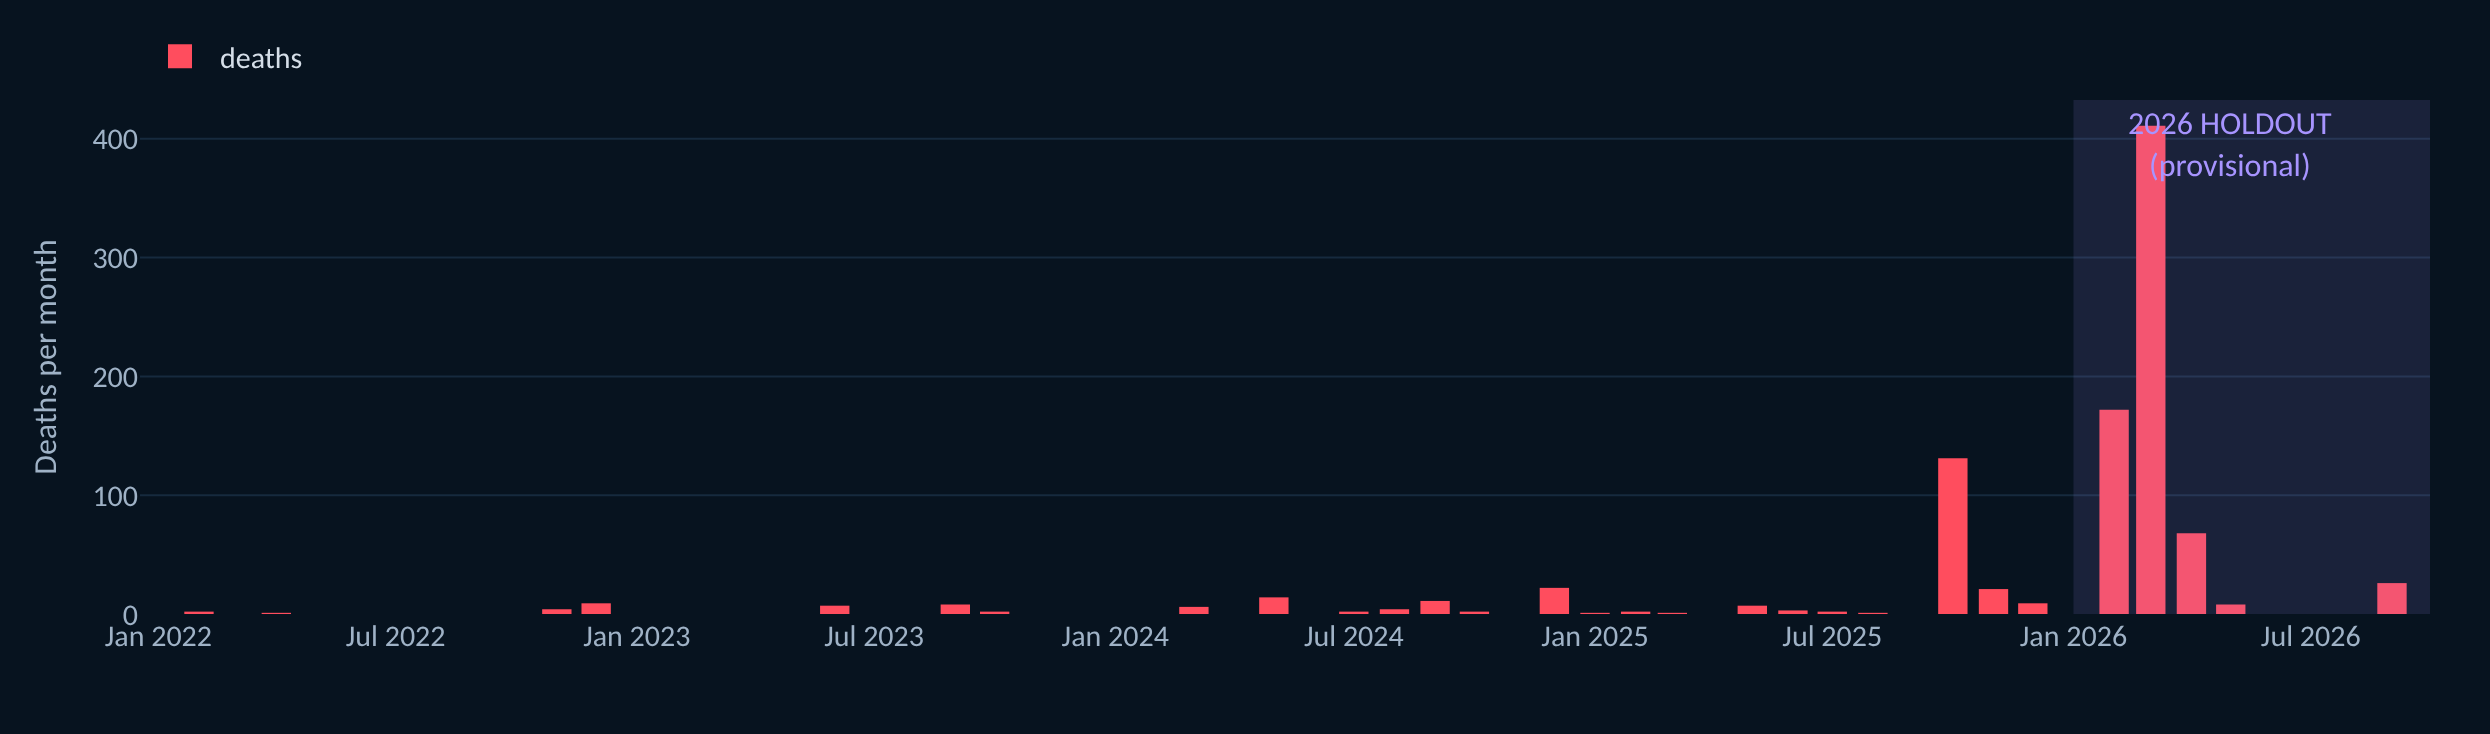 deaths
2026 HOLDOUT
(provisional)
Deaths per month
400
300
200
100
0
Jan 2022
Jul 2022
Jan 2023
Jul 2023
Jan 2024
Jul 2024
Jan 2025
Jul 2025
Jan 2026
Jul 2026